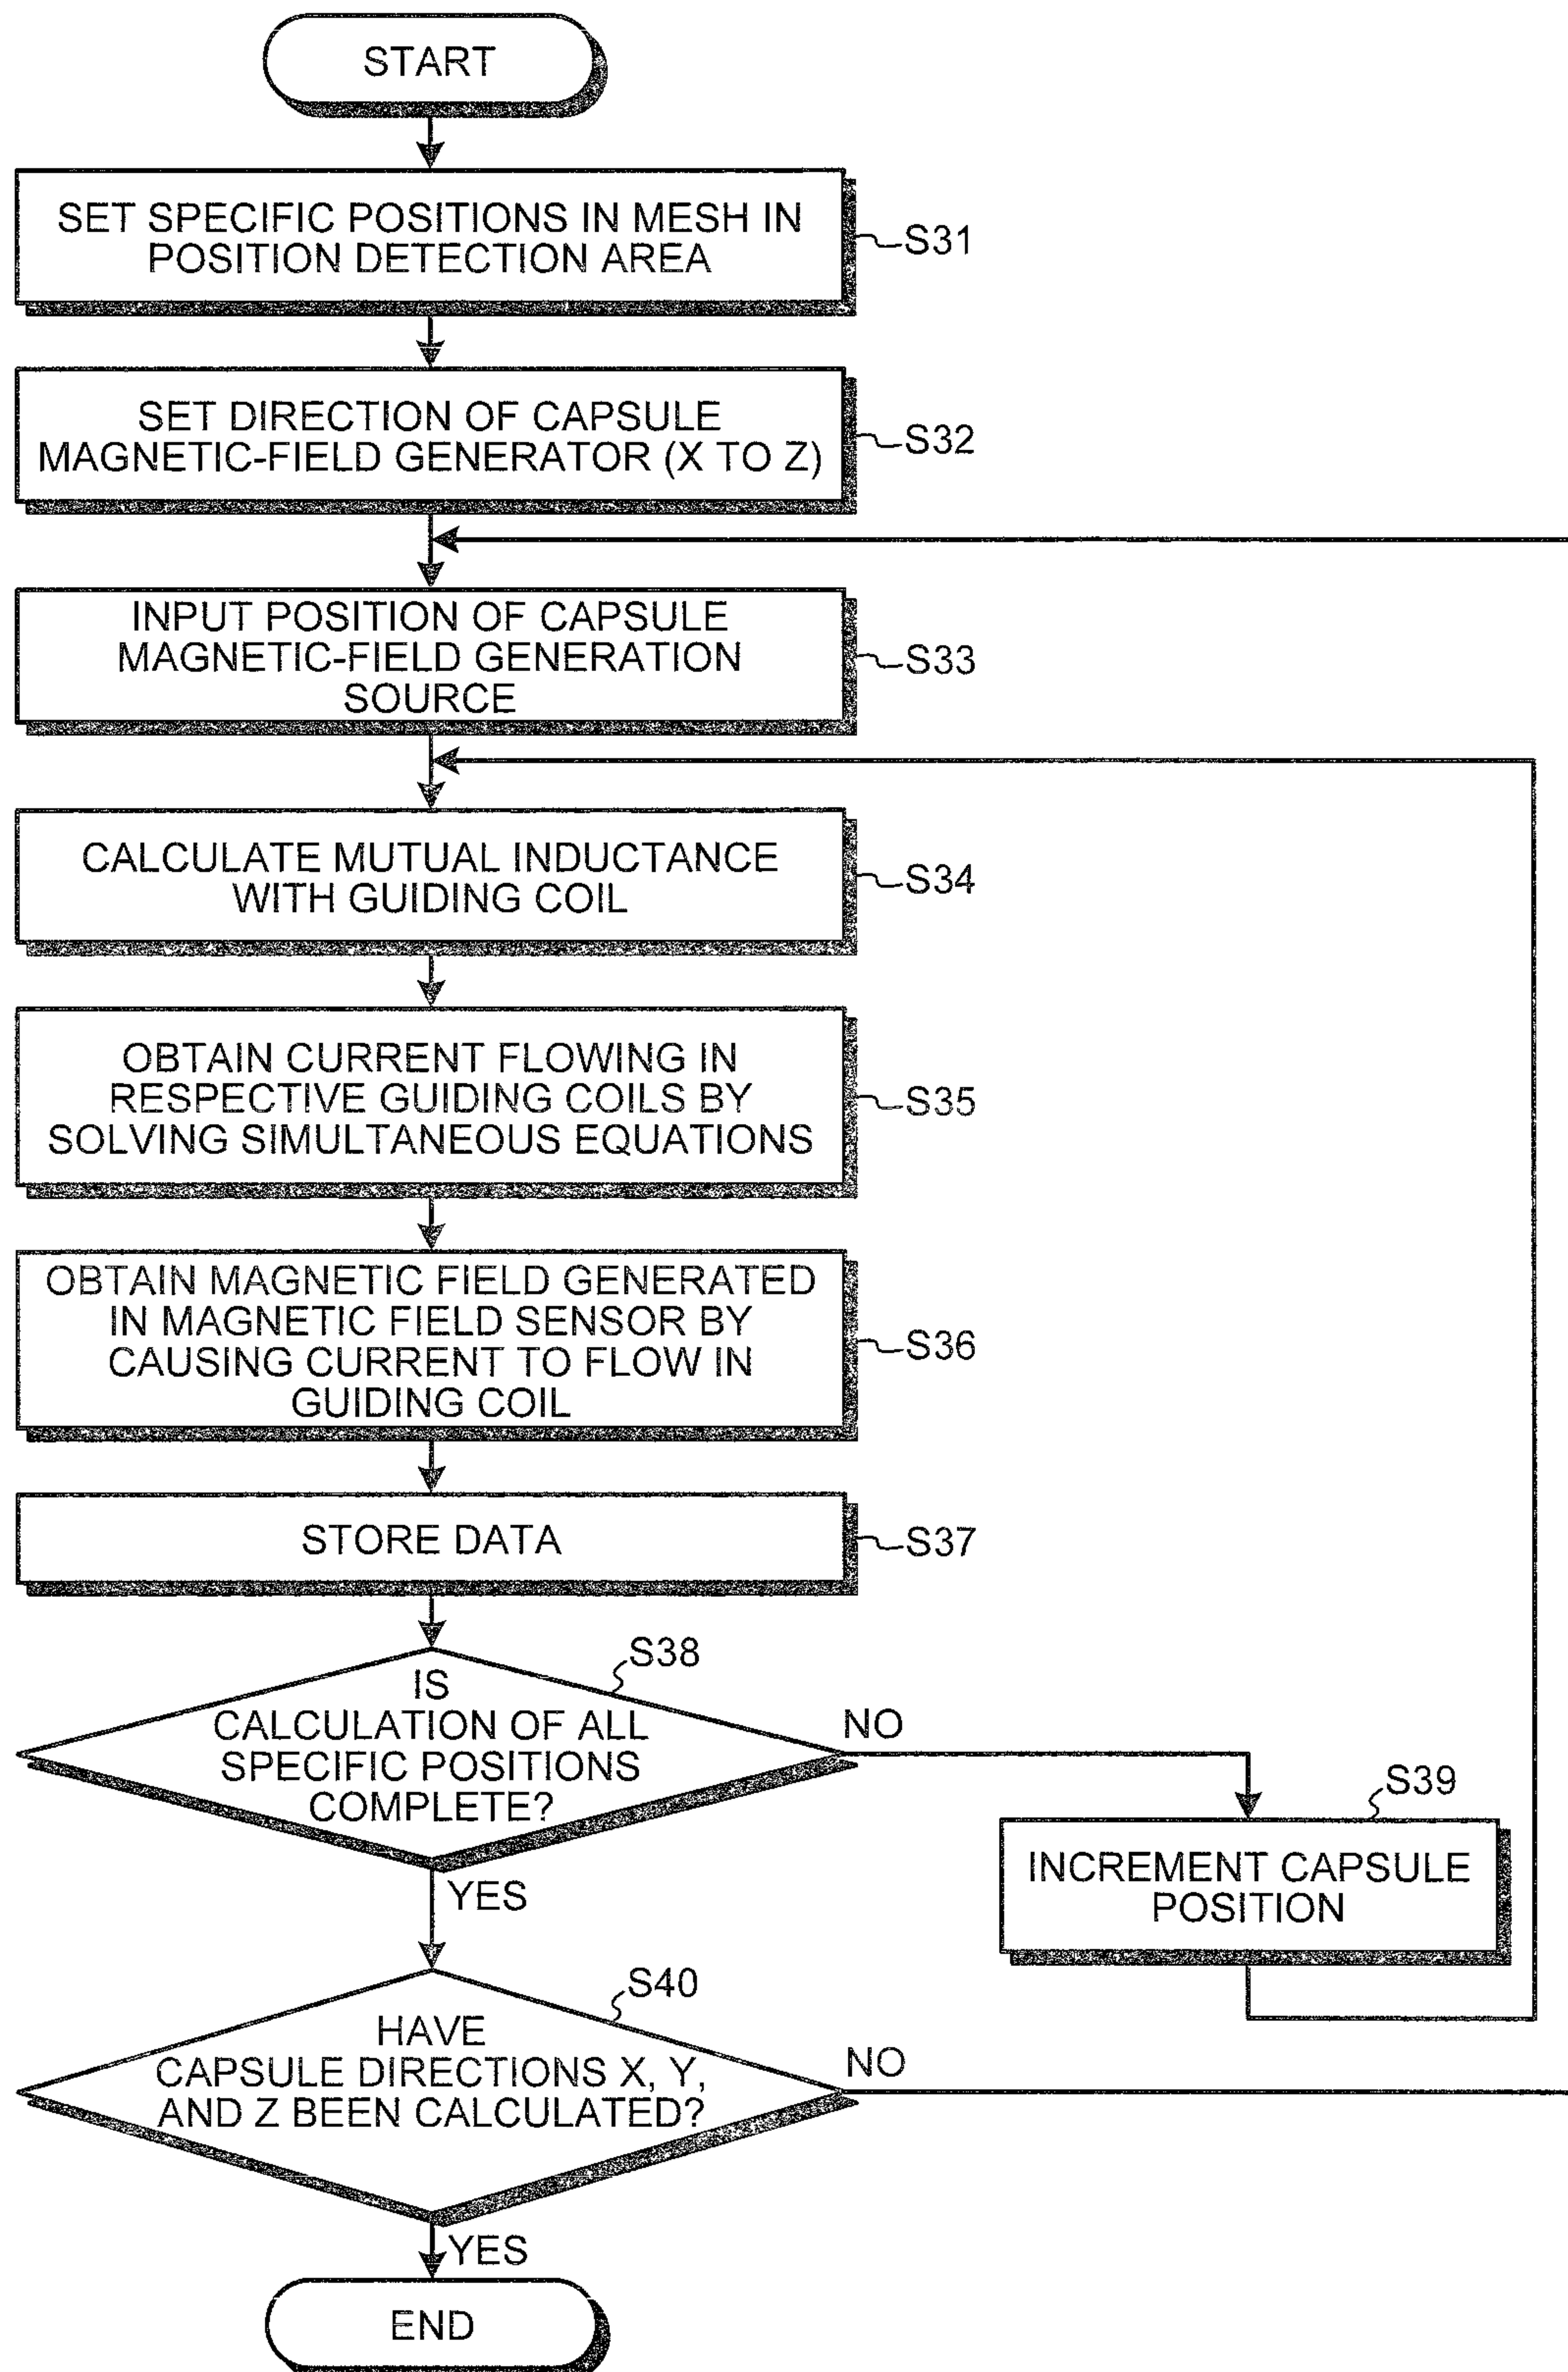 START
SET SPECIFIC POSITIONS IN MESH IN
POSITION DETECTION AREA
S31
SET DIRECTION OF CAPSULE
MAGNETIC-FIELD GENERATOR (X TO Z)
S32
INPUT POSITION OF CAPSULE
MAGNETIC-FIELD GENERATION
SOURCE
S33
CALCULATE MUTUAL INDUCTANCE
WITH GUIDING COIL
S34
OBTAIN CURRENT FLOWING IN
RESPECTIVE GUIDING COILS BY
SOLVING SIMULTANEOUS EQUATIONS
S35
OBTAIN MAGNETIC FIELD GENERATED
IN MAGNETIC FIELD SENSOR BY
CAUSING CURRENT TO FLOW IN
GUIDING COIL
S36
STORE DATA
S37
S38
IS
CALCULATION OF ALL
SPECIFIC POSITIONS
COMPLETE?
NO
YES
S39
INCREMENT CAPSULE
POSITION
S40
HAVE
CAPSULE DIRECTIONS X, Y,
AND Z BEEN CALCULATED?
NO
YES
END